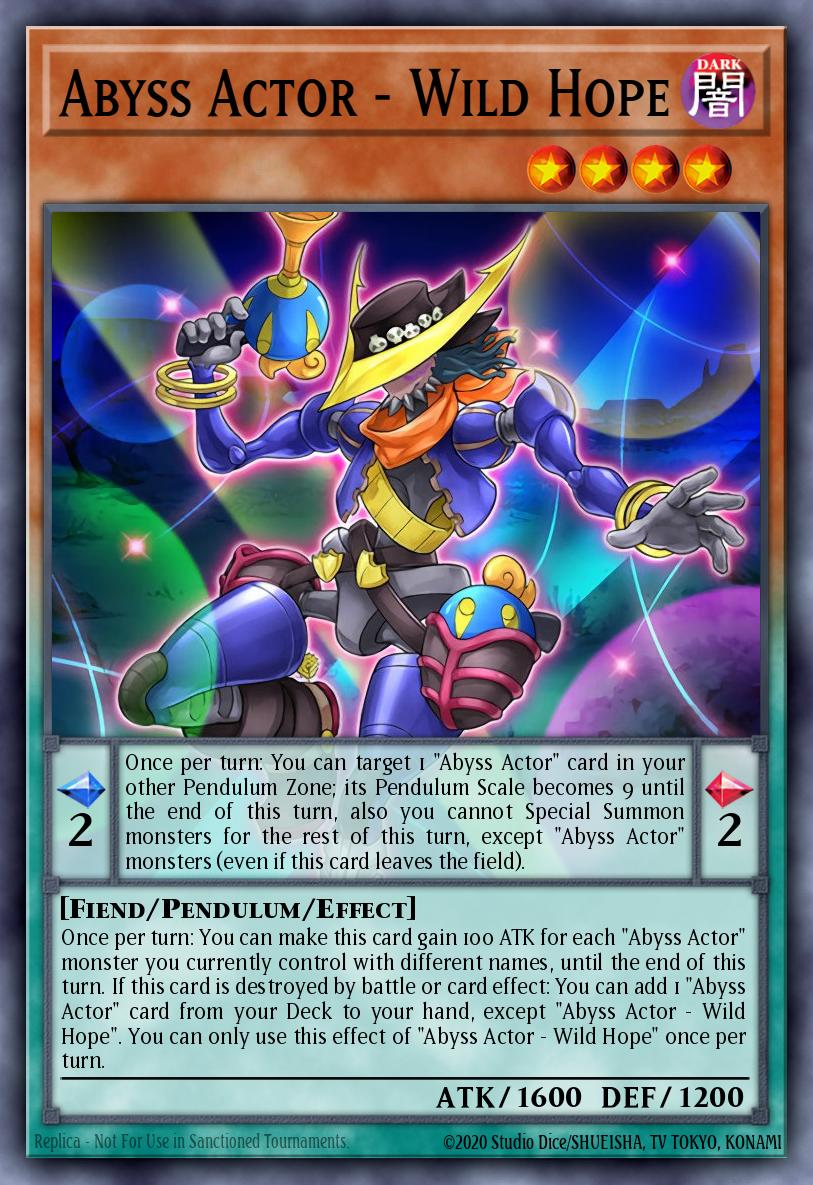 Abyss Actor - Wild Hope
DARK
闇
Once per turn: You can target 1 "Abyss Actor" card in your
other Pendulum Zone; its Pendulum Scale becomes 9 until
the end of this turn, also you cannot Special Summon
monsters for the rest of this turn, except "Abyss Actor"
monsters (even if this card leaves the field).
2
2
[Fiend/Pendulum/Effect]
Once per turn: You can make this card gain 100 ATK for each "Abyss Actor"
monster you currently control with different names, until the end of this
turn. If this card is destroyed by battle or card effect: You can add 1 "Abyss
Actor" card from your Deck to your hand, except "Abyss Actor - Wild
Hope". You can only use this effect of "Abyss Actor - Wild Hope" once per
turn.
ATK/1600 DEF/1200
Replica - Not For Use in Sanctioned Tournaments.
©2020 Studio Dice/SHUEISHA, TV TOKYO, KONAMI